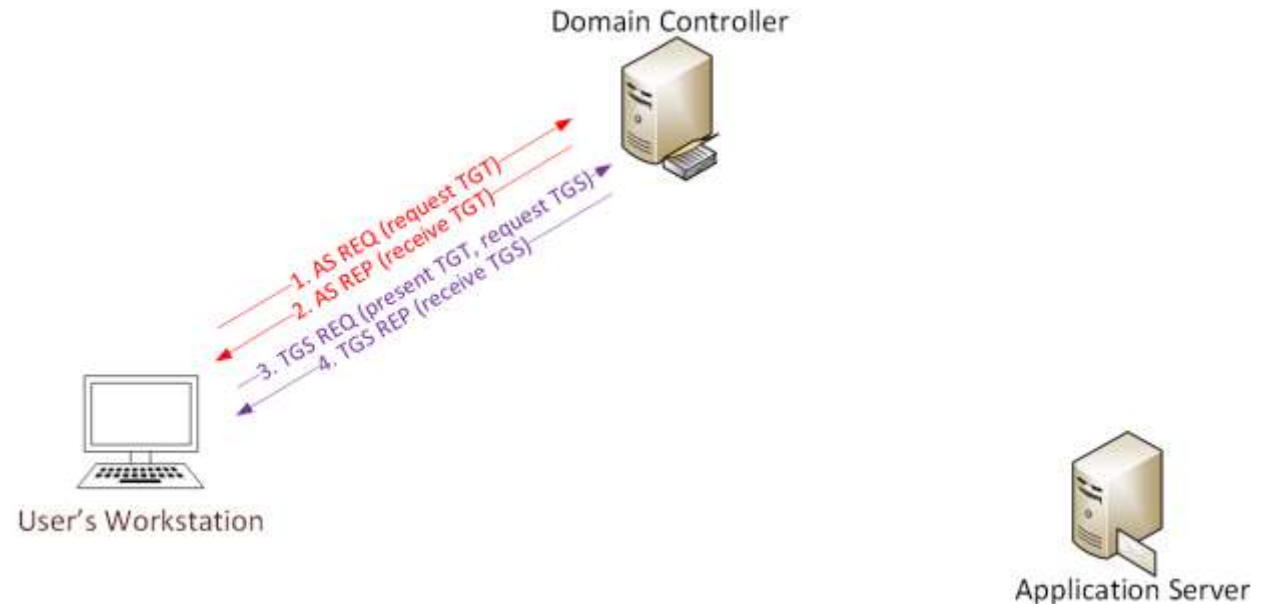 Domain Controller
1. AS REQ (request TGT)
2. AS REP (receive TGT)
3. TGS REQ (present TGT, request TGS)
4. TGS REP (receive TGS)
User's Workstation
Application Server